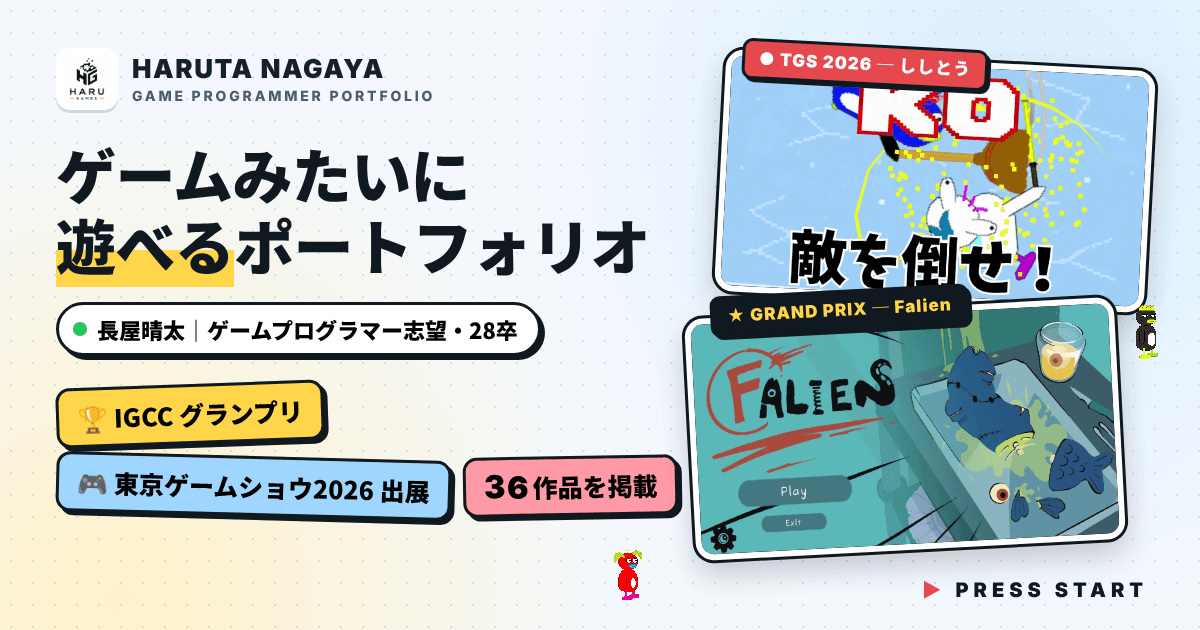 HARU
GAMES
HARUTA NAGAYA
GAME PROGRAMMER PORTFOLIO
ゲームみたいに
遊べるポートフォリオ
長屋晴太｜ゲームプログラマー志望・28卒
🏆 IGCC グランプリ
🎮 東京ゲームショウ2026 出展
36作品を掲載
TGS 2026 — ししとう
KO
敵を倒せ！
★ GRAND PRIX — Falien
FALIEN
Play
Exit
▶ PRESS START